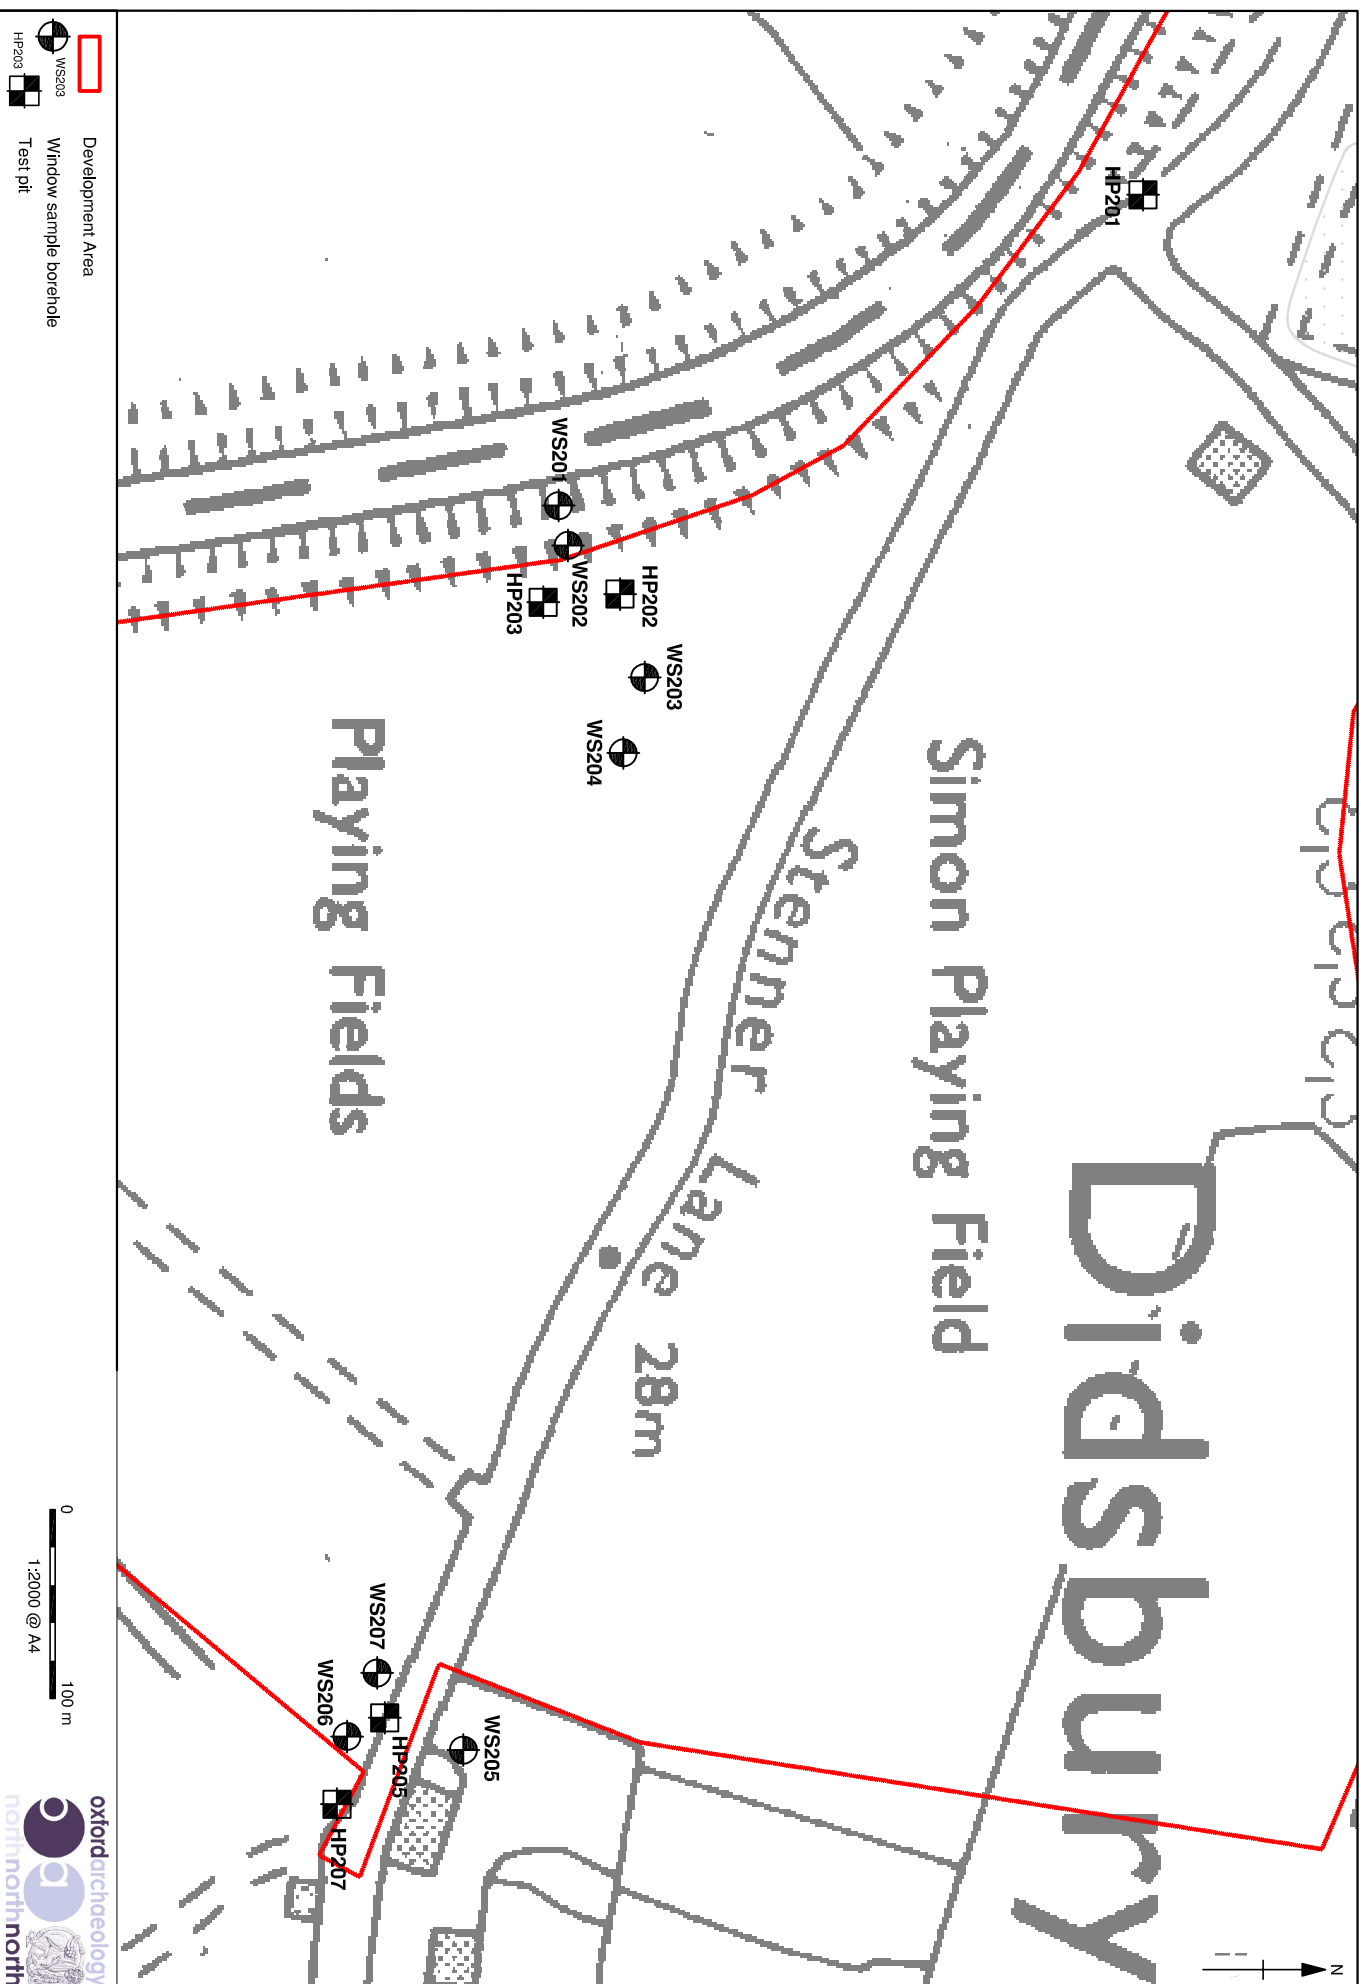 Didsbury
Simon Playing Field
Stenner Lane 28m
Playing Fields
HP201
WS201
WS202
HP202
HP203
WS203
WS204
WS205
HP205
WS207
WS206
HP207
N
Development Area
WS203
Window sample borehole
HP203
Test pit
0
100 m
1:2000 @ A4
oxfordarchaeology
northnorthnorth